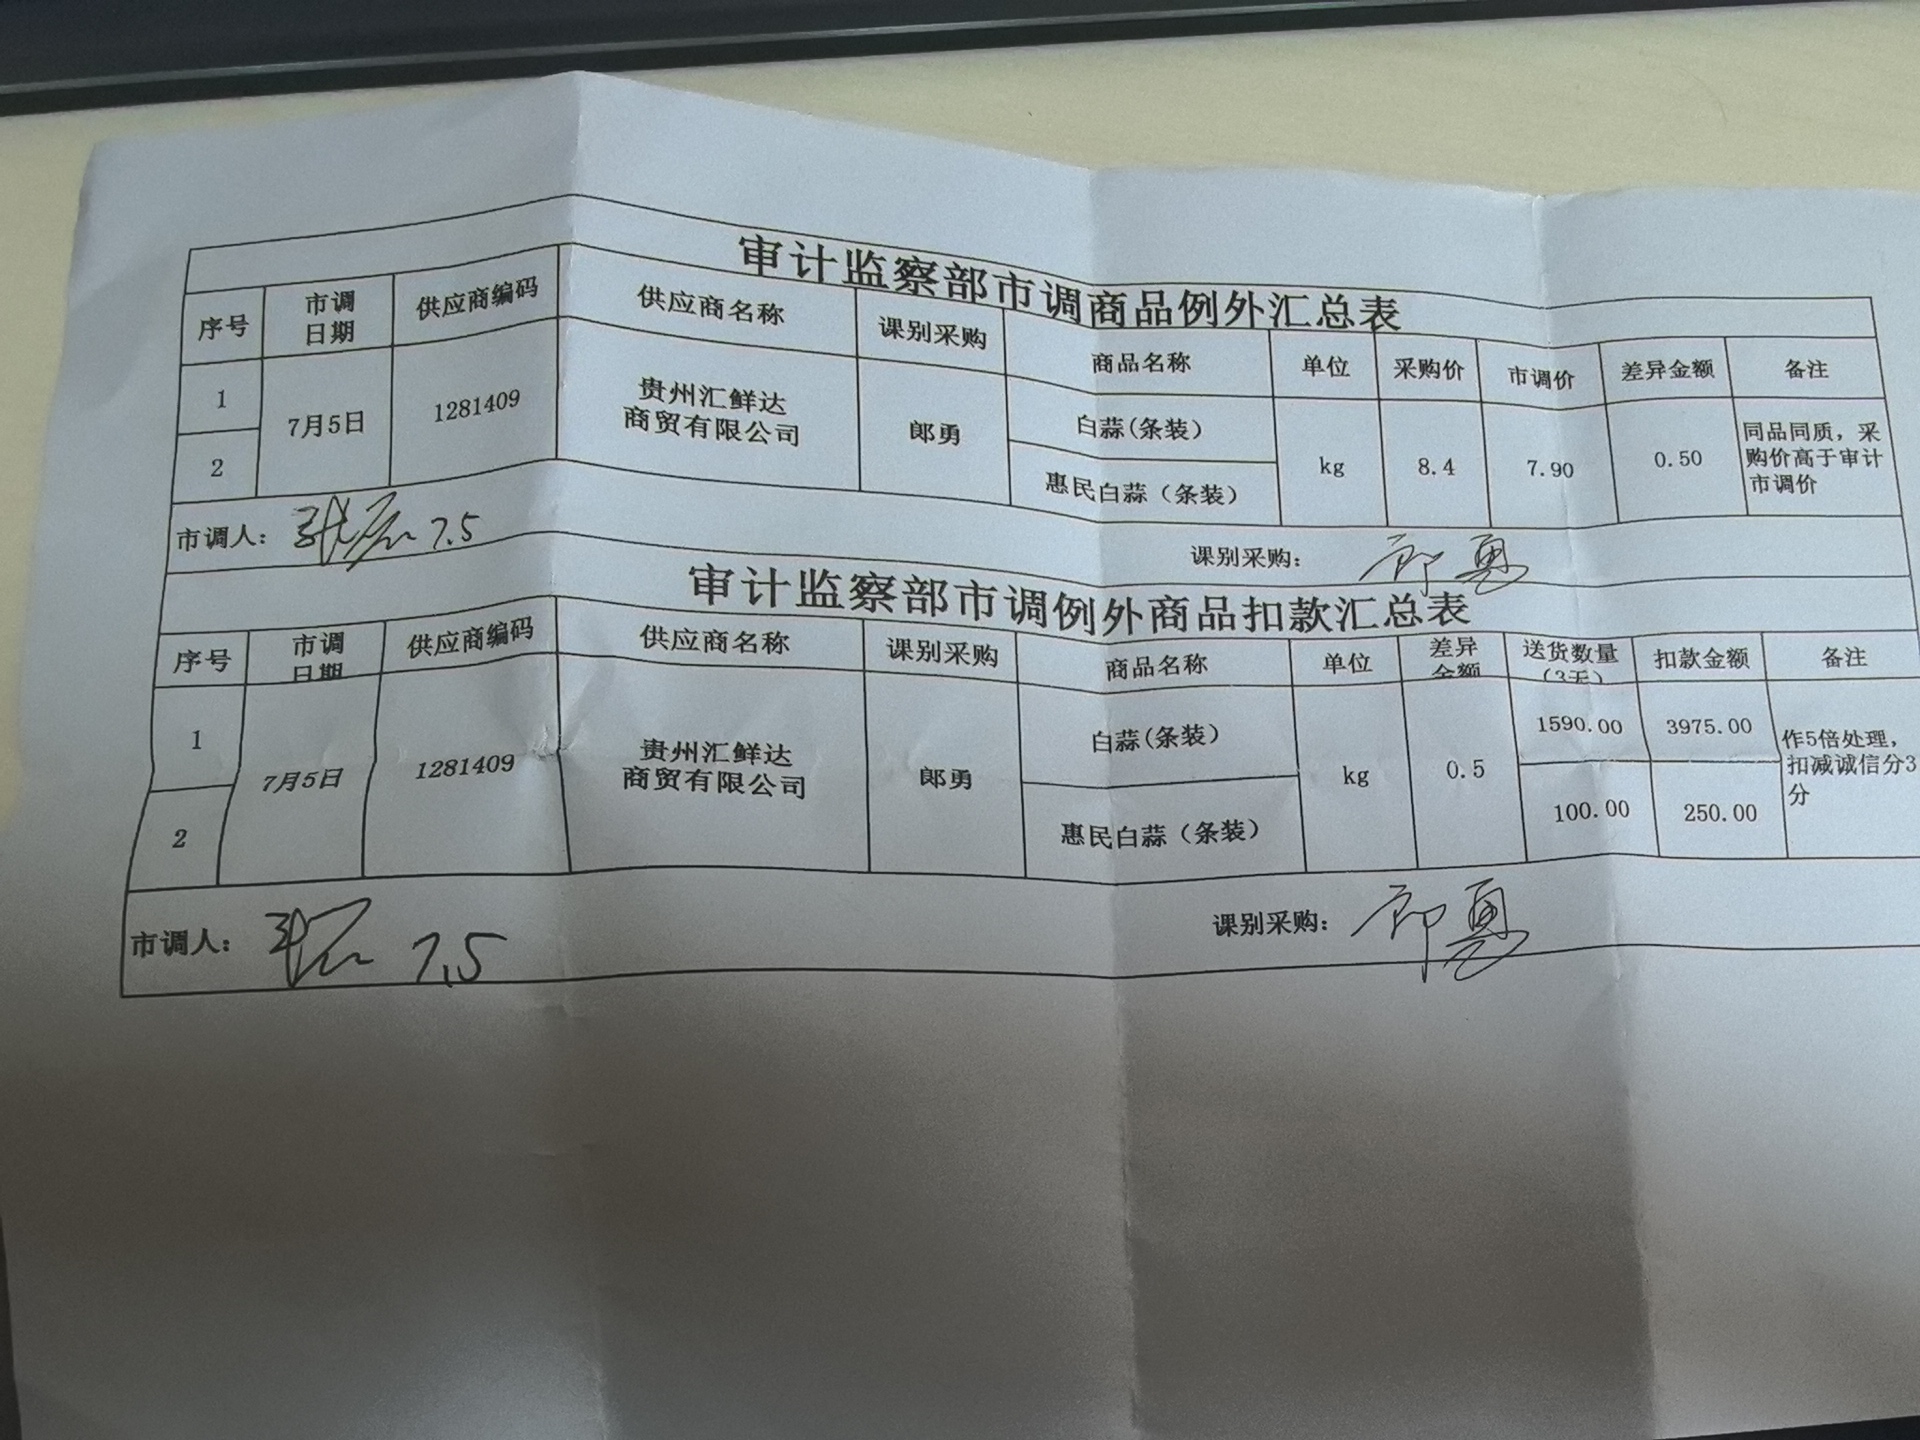 审计监察部市调商品例外汇总表
序号 市调日期 供应商编码 供应商名称 课别采购 商品名称 单位 采购价 市调价 差异金额 备注
1 7月5日 1281409 贵州汇鲜达商贸有限公司 郎勇 白蒜(条装) kg 8.4 7.90 0.50 同品同质，采购价高于审计市调价
2 惠民白蒜（条装）
市调人： 7.5 课别采购： 郎勇
审计监察部市调例外商品扣款汇总表
序号 市调日期 供应商编码 供应商名称 课别采购 商品名称 单位 差异金额 送货数量(3天) 扣款金额 备注
1 7月5日 1281409 贵州汇鲜达商贸有限公司 郎勇 白蒜(条装) kg 0.5 1590.00 3975.00 作5倍处理，扣减诚信分3分
2 惠民白蒜（条装） 100.00 250.00
市调人： 7.5 课别采购： 郎勇